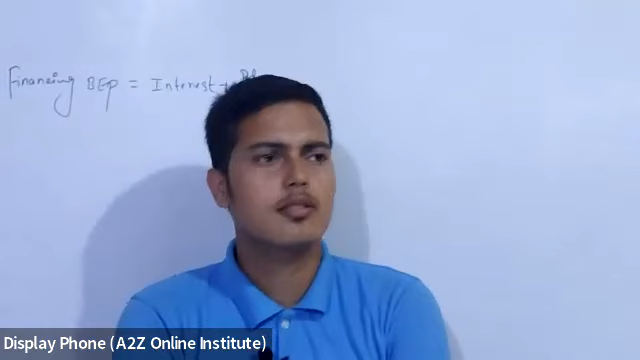 Financing BEP = Interest +
Display Phone (A2Z Online Institute)